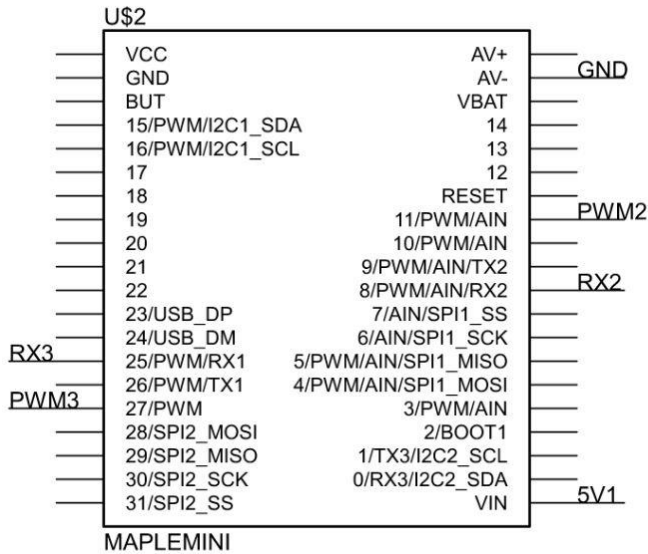 U$2
VCC AV+
GND AV- GND
BUT VBAT
15/PWM/I2C1_SDA 14
16/PWM/I2C1_SCL 13
17 12
18 RESET
19 11/PWM/AIN PWM2
20 10/PWM/AIN
21 9/PWM/AIN/TX2
22 8/PWM/AIN/RX2 RX2
23/USB_DP 7/AIN/SPI1_SS
24/USB_DM 6/AIN/SPI1_SCK
RX3 25/PWM/RX1 5/PWM/AIN/SPI1_MISO
26/PWM/TX1 4/PWM/AIN/SPI1_MOSI
PWM3 27/PWM 3/PWM/AIN
28/SPI2_MOSI 2/BOOT1
29/SPI2_MISO 1/TX3/I2C2_SCL
30/SPI2_SCK 0/RX3/I2C2_SDA
31/SPI2_SS VIN 5V1
MAPLEMINI